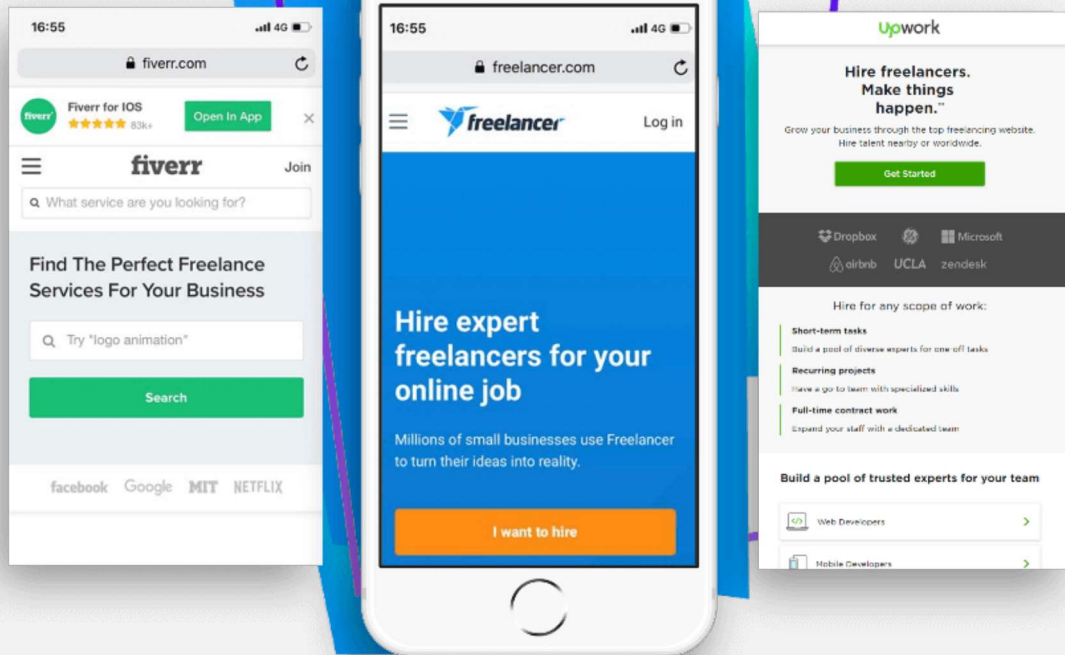 16:55
4G
fiverr.com
fiverr
Fiverr for IOS
83k+
Open In App
fiverr
Join
What service are you looking for?
Find The Perfect Freelance
Services For Your Business
Try "logo animation"
Search
facebook Google MIT NETFLIX
16:55
4G
freelancer.com
freelancer
Log in
Hire expert
freelancers for your
online job
Millions of small businesses use Freelancer
to turn their ideas into reality.
I want to hire
Upwork
Hire freelancers.
Make things
happen.™
Grow your business through the top freelancing website.
Hire talent nearby or worldwide.
Get Started
Dropbox Microsoft
airbnb UCLA zendesk
Hire for any scope of work:
Short-term tasks
Build a pool of diverse experts for one-off tasks
Recurring projects
Have a go to team with specialized skills
Full-time contract work
Expand your staff with a dedicated team
Build a pool of trusted experts for your team
</> Web Developers
Mobile Developers